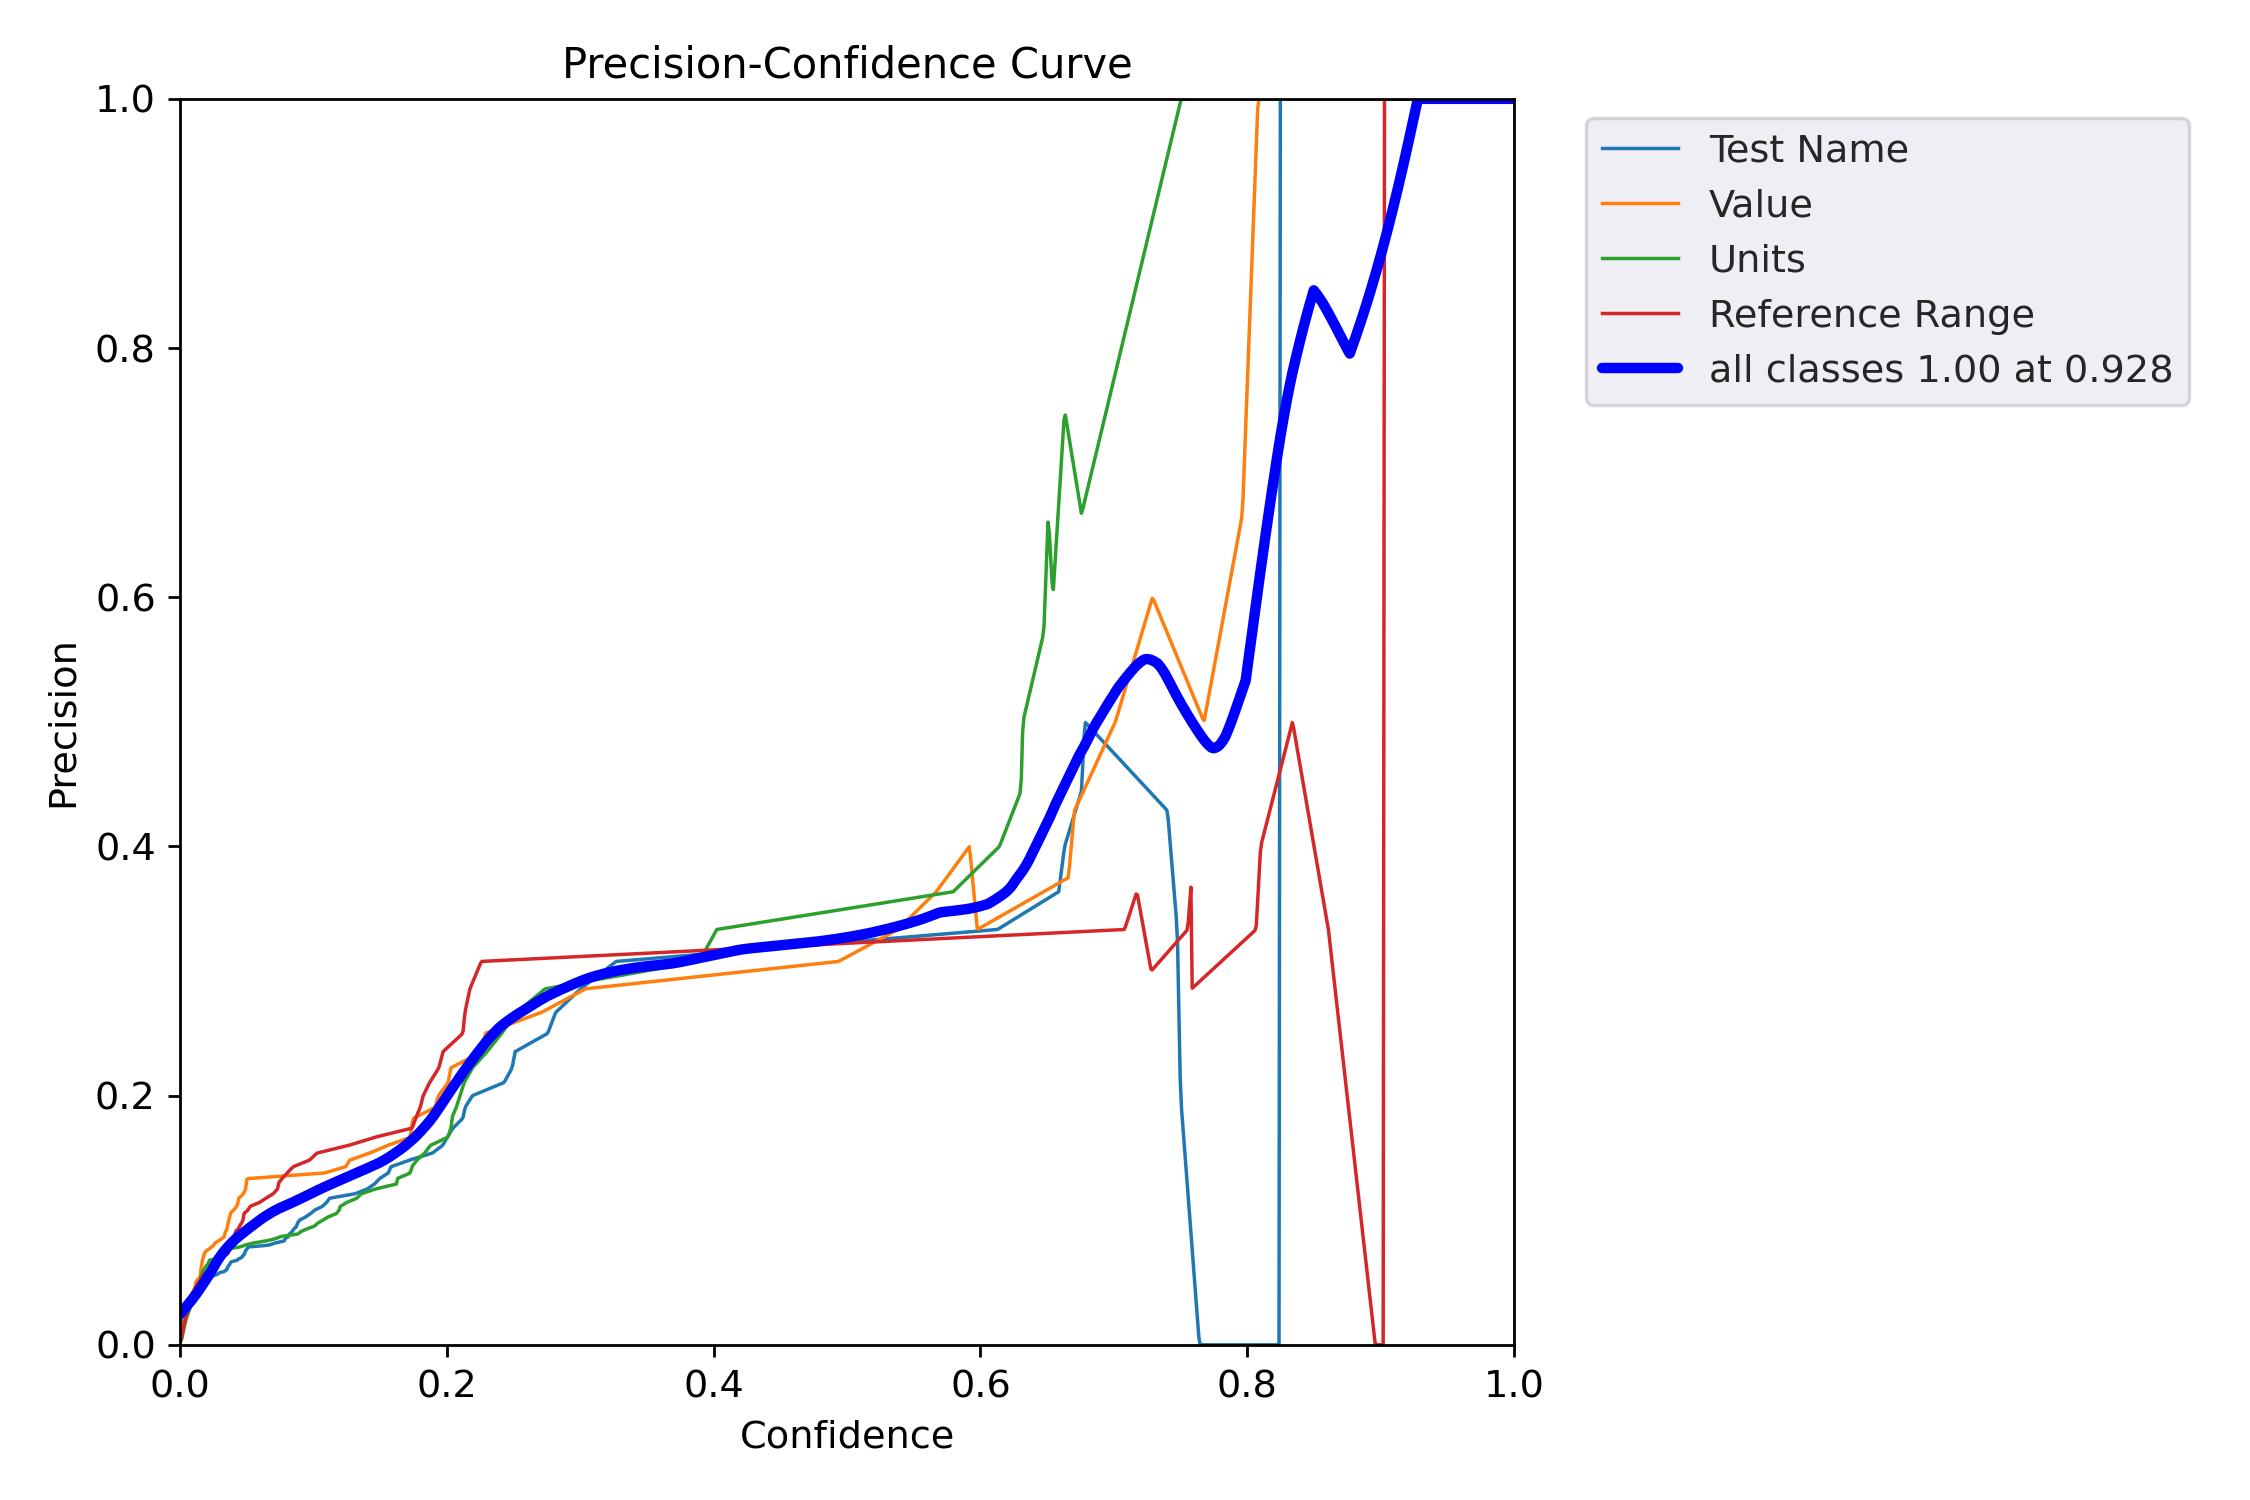 Precision-Confidence Curve
1.0
0.8
0.6
0.4
0.2
0.0
Precision
0.0 0.2 0.4 0.6 0.8 1.0
Confidence
Test Name
Value
Units
Reference Range
all classes 1.00 at 0.928